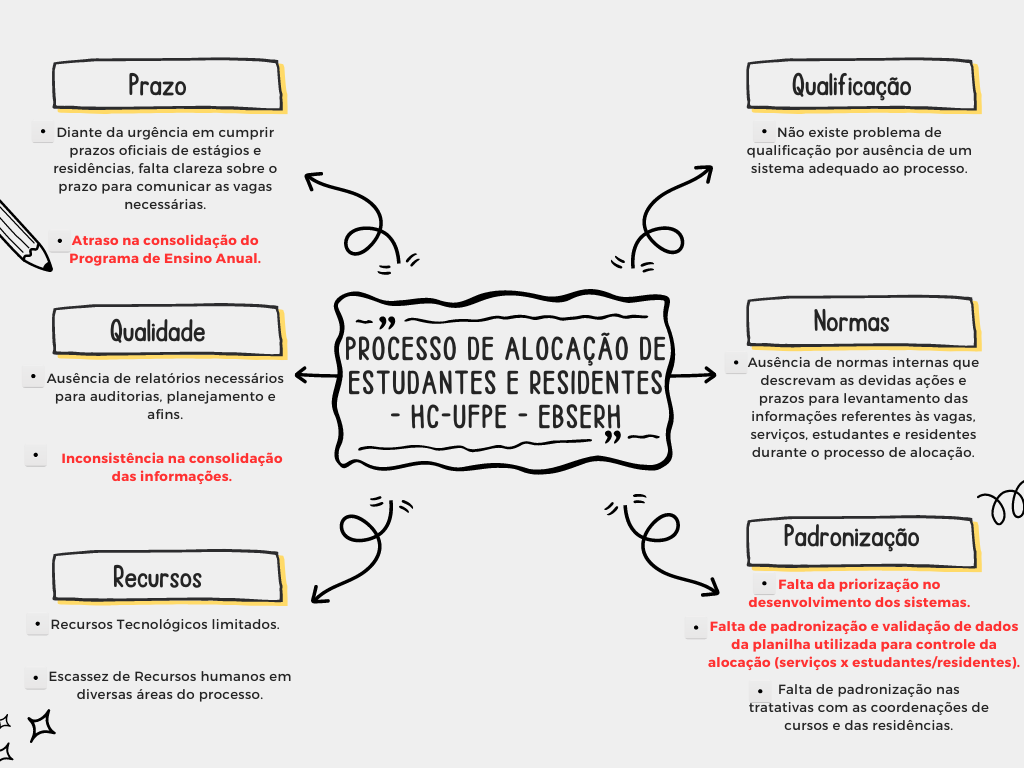 Prazo
• Diante da urgência em cumprir
prazos oficiais de estágios e
residências, falta clareza sobre o
prazo para comunicar as vagas
necessárias.
• Atraso na consolidação do
Programa de Ensino Anual.
Qualidade
• Ausência de relatórios necessários
para auditorias, planejamento e
afins.
• Inconsistência na consolidação
das informações.
Recursos
• Recursos Tecnológicos limitados.
• Escassez de Recursos humanos em
diversas áreas do processo.
PROCESSO DE ALOCAÇÃO DE
ESTUDANTES E RESIDENTES
- HC-UFPE - EBSERH
Qualificação
• Não existe problema de
qualificação por ausência de um
sistema adequado ao processo.
Normas
• Ausência de normas internas que
descrevam as devidas ações e
prazos para levantamento das
informações referentes às vagas,
serviços, estudantes e residentes
durante o processo de alocação.
Padronização
• Falta da priorização no
desenvolvimento dos sistemas.
• Falta de padronização e validação de dados
da planilha utilizada para controle da
alocação (serviços x estudantes/residentes).
• Falta de padronização nas
tratativas com as coordenações de
cursos e das residências.